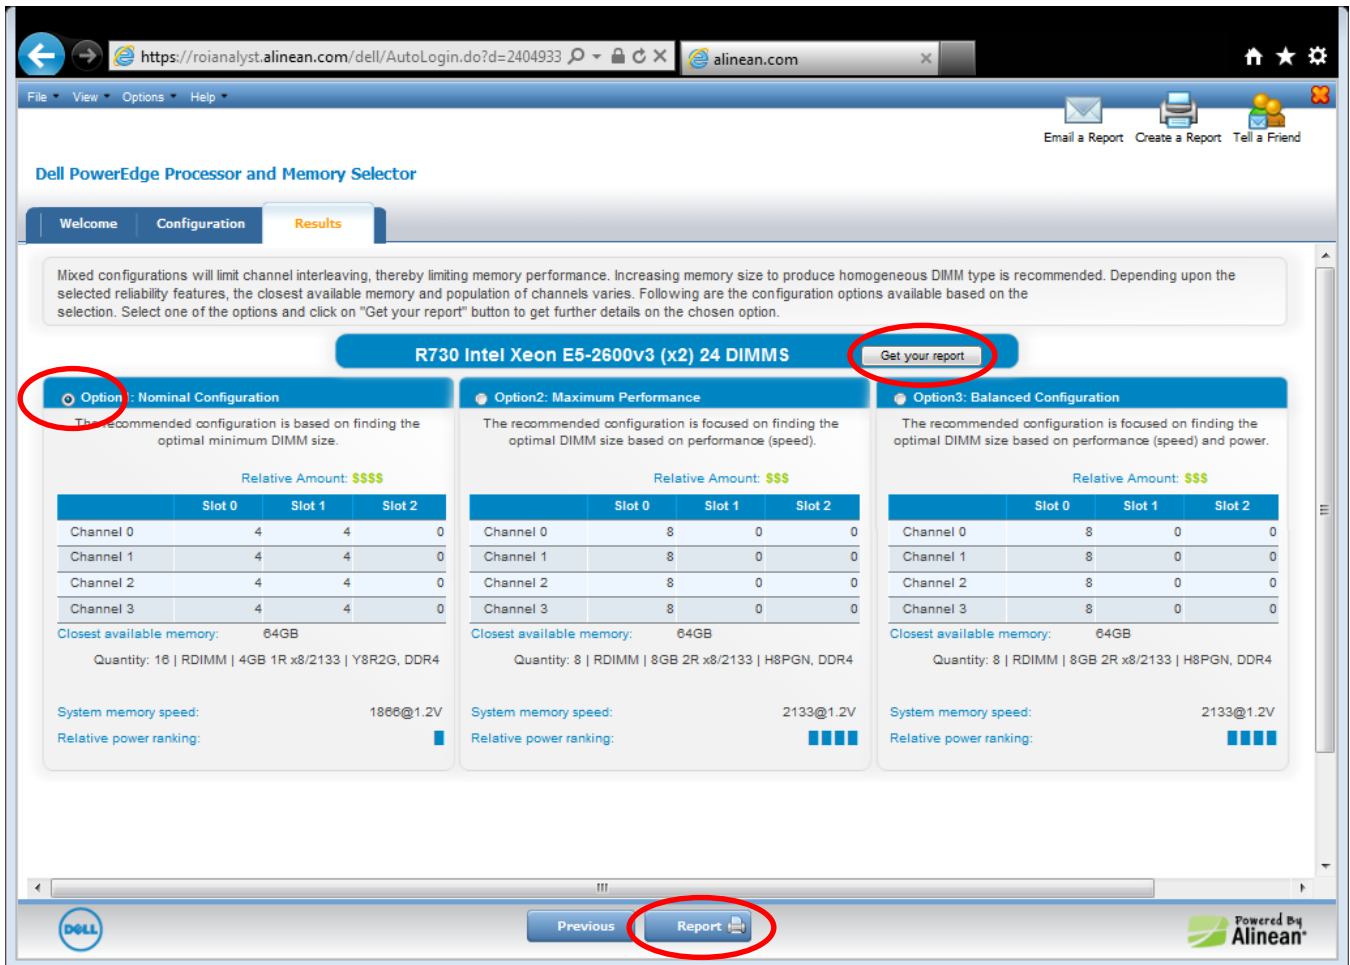 https://roianalyst.alinean.com/dell/AutoLogin.do?d=2404933
alinean.com
File View Options Help
Email a Report Create a Report Tell a Friend
Dell PowerEdge Processor and Memory Selector
Welcome Configuration Results
Mixed configurations will limit channel interleaving, thereby limiting memory performance. Increasing memory size to produce homogeneous DIMM type is recommended. Depending upon the
selected reliability features, the closest available memory and population of channels varies. Following are the configuration options available based on the
selection. Select one of the options and click on "Get your report" button to get further details on the chosen option.
R730 Intel Xeon E5-2600v3 (x2) 24 DIMMS
Get your report
Option1: Nominal Configuration
The recommended configuration is based on finding the
optimal minimum DIMM size.
Relative Amount: $$$$
Slot 0 Slot 1 Slot 2
Channel 0 4 4 0
Channel 1 4 4 0
Channel 2 4 4 0
Channel 3 4 4 0
Closest available memory: 64GB
Quantity: 16 | RDIMM | 4GB 1R x8/2133 | Y8R2G, DDR4
System memory speed: 1866@1.2V
Relative power ranking:
Option2: Maximum Performance
The recommended configuration is focused on finding the
optimal DIMM size based on performance (speed).
Relative Amount: $$$
Slot 0 Slot 1 Slot 2
Channel 0 8 0 0
Channel 1 8 0 0
Channel 2 8 0 0
Channel 3 8 0 0
Closest available memory: 64GB
Quantity: 8 | RDIMM | 8GB 2R x8/2133 | H8PGN, DDR4
System memory speed: 2133@1.2V
Relative power ranking:
Option3: Balanced Configuration
The recommended configuration is focused on finding the
optimal DIMM size based on performance (speed) and power.
Relative Amount: $$$
Slot 0 Slot 1 Slot 2
Channel 0 8 0 0
Channel 1 8 0 0
Channel 2 8 0 0
Channel 3 8 0 0
Closest available memory: 64GB
Quantity: 8 | RDIMM | 8GB 2R x8/2133 | H8PGN, DDR4
System memory speed: 2133@1.2V
Relative power ranking:
DELL
Previous Report
Powered By
Alinean